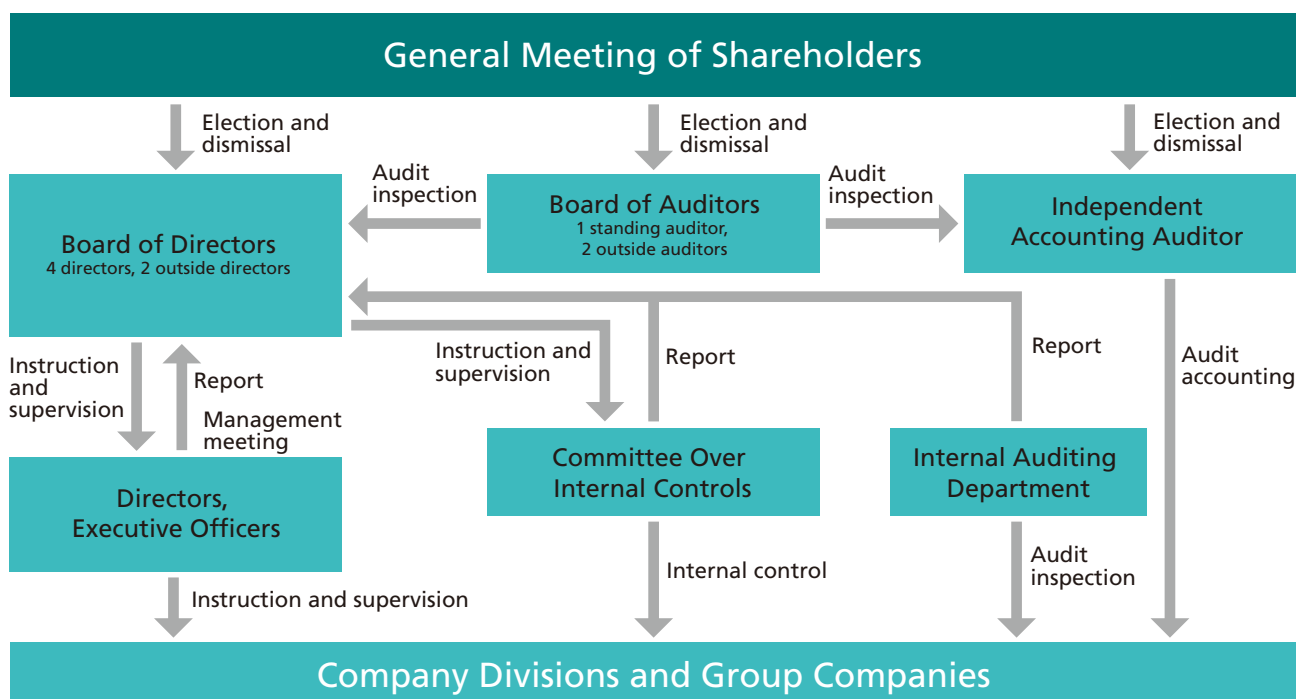 General Meeting of Shareholders
Election and
dismissal
Election and
dismissal
Election and
dismissal
Audit
inspection
Audit
inspection
Board of Directors
4 directors, 2 outside directors
Board of Auditors
1 standing auditor,
2 outside auditors
Independent
Accounting Auditor
Instruction
and
supervision
Report
Management
meeting
Instruction and
supervision
Report
Report
Audit
accounting
Directors,
Executive Officers
Committee Over
Internal Controls
Internal Auditing
Department
Instruction and supervision
Internal control
Audit
inspection
Company Divisions and Group Companies